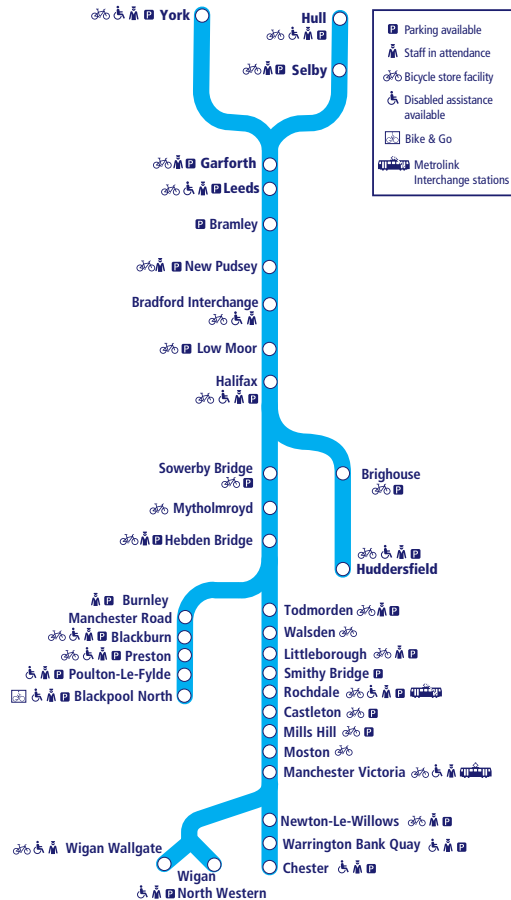 York
Hull
Selby
P Parking available
Staff in attendance
Bicycle store facility
Disabled assistance
available
Bike & Go
Metrolink
Interchange stations
P Garforth
P Leeds
P Bramley
P New Pudsey
Bradford Interchange
P Low Moor
Halifax
P
Sowerby Bridge
P
Brighouse
P
Mytholmroyd
P Hebden Bridge
P
Huddersfield
P Burnley
Manchester Road
P Blackburn
P Preston
P Poulton-Le-Fylde
P Blackpool North
Todmorden P
Walsden
Littleborough P
Smithy Bridge P
Rochdale P
Castleton P
Mills Hill P
Moston
Manchester Victoria
Newton-Le-Willows P
Warrington Bank Quay P
Chester P
Wigan Wallgate
Wigan
P North Western